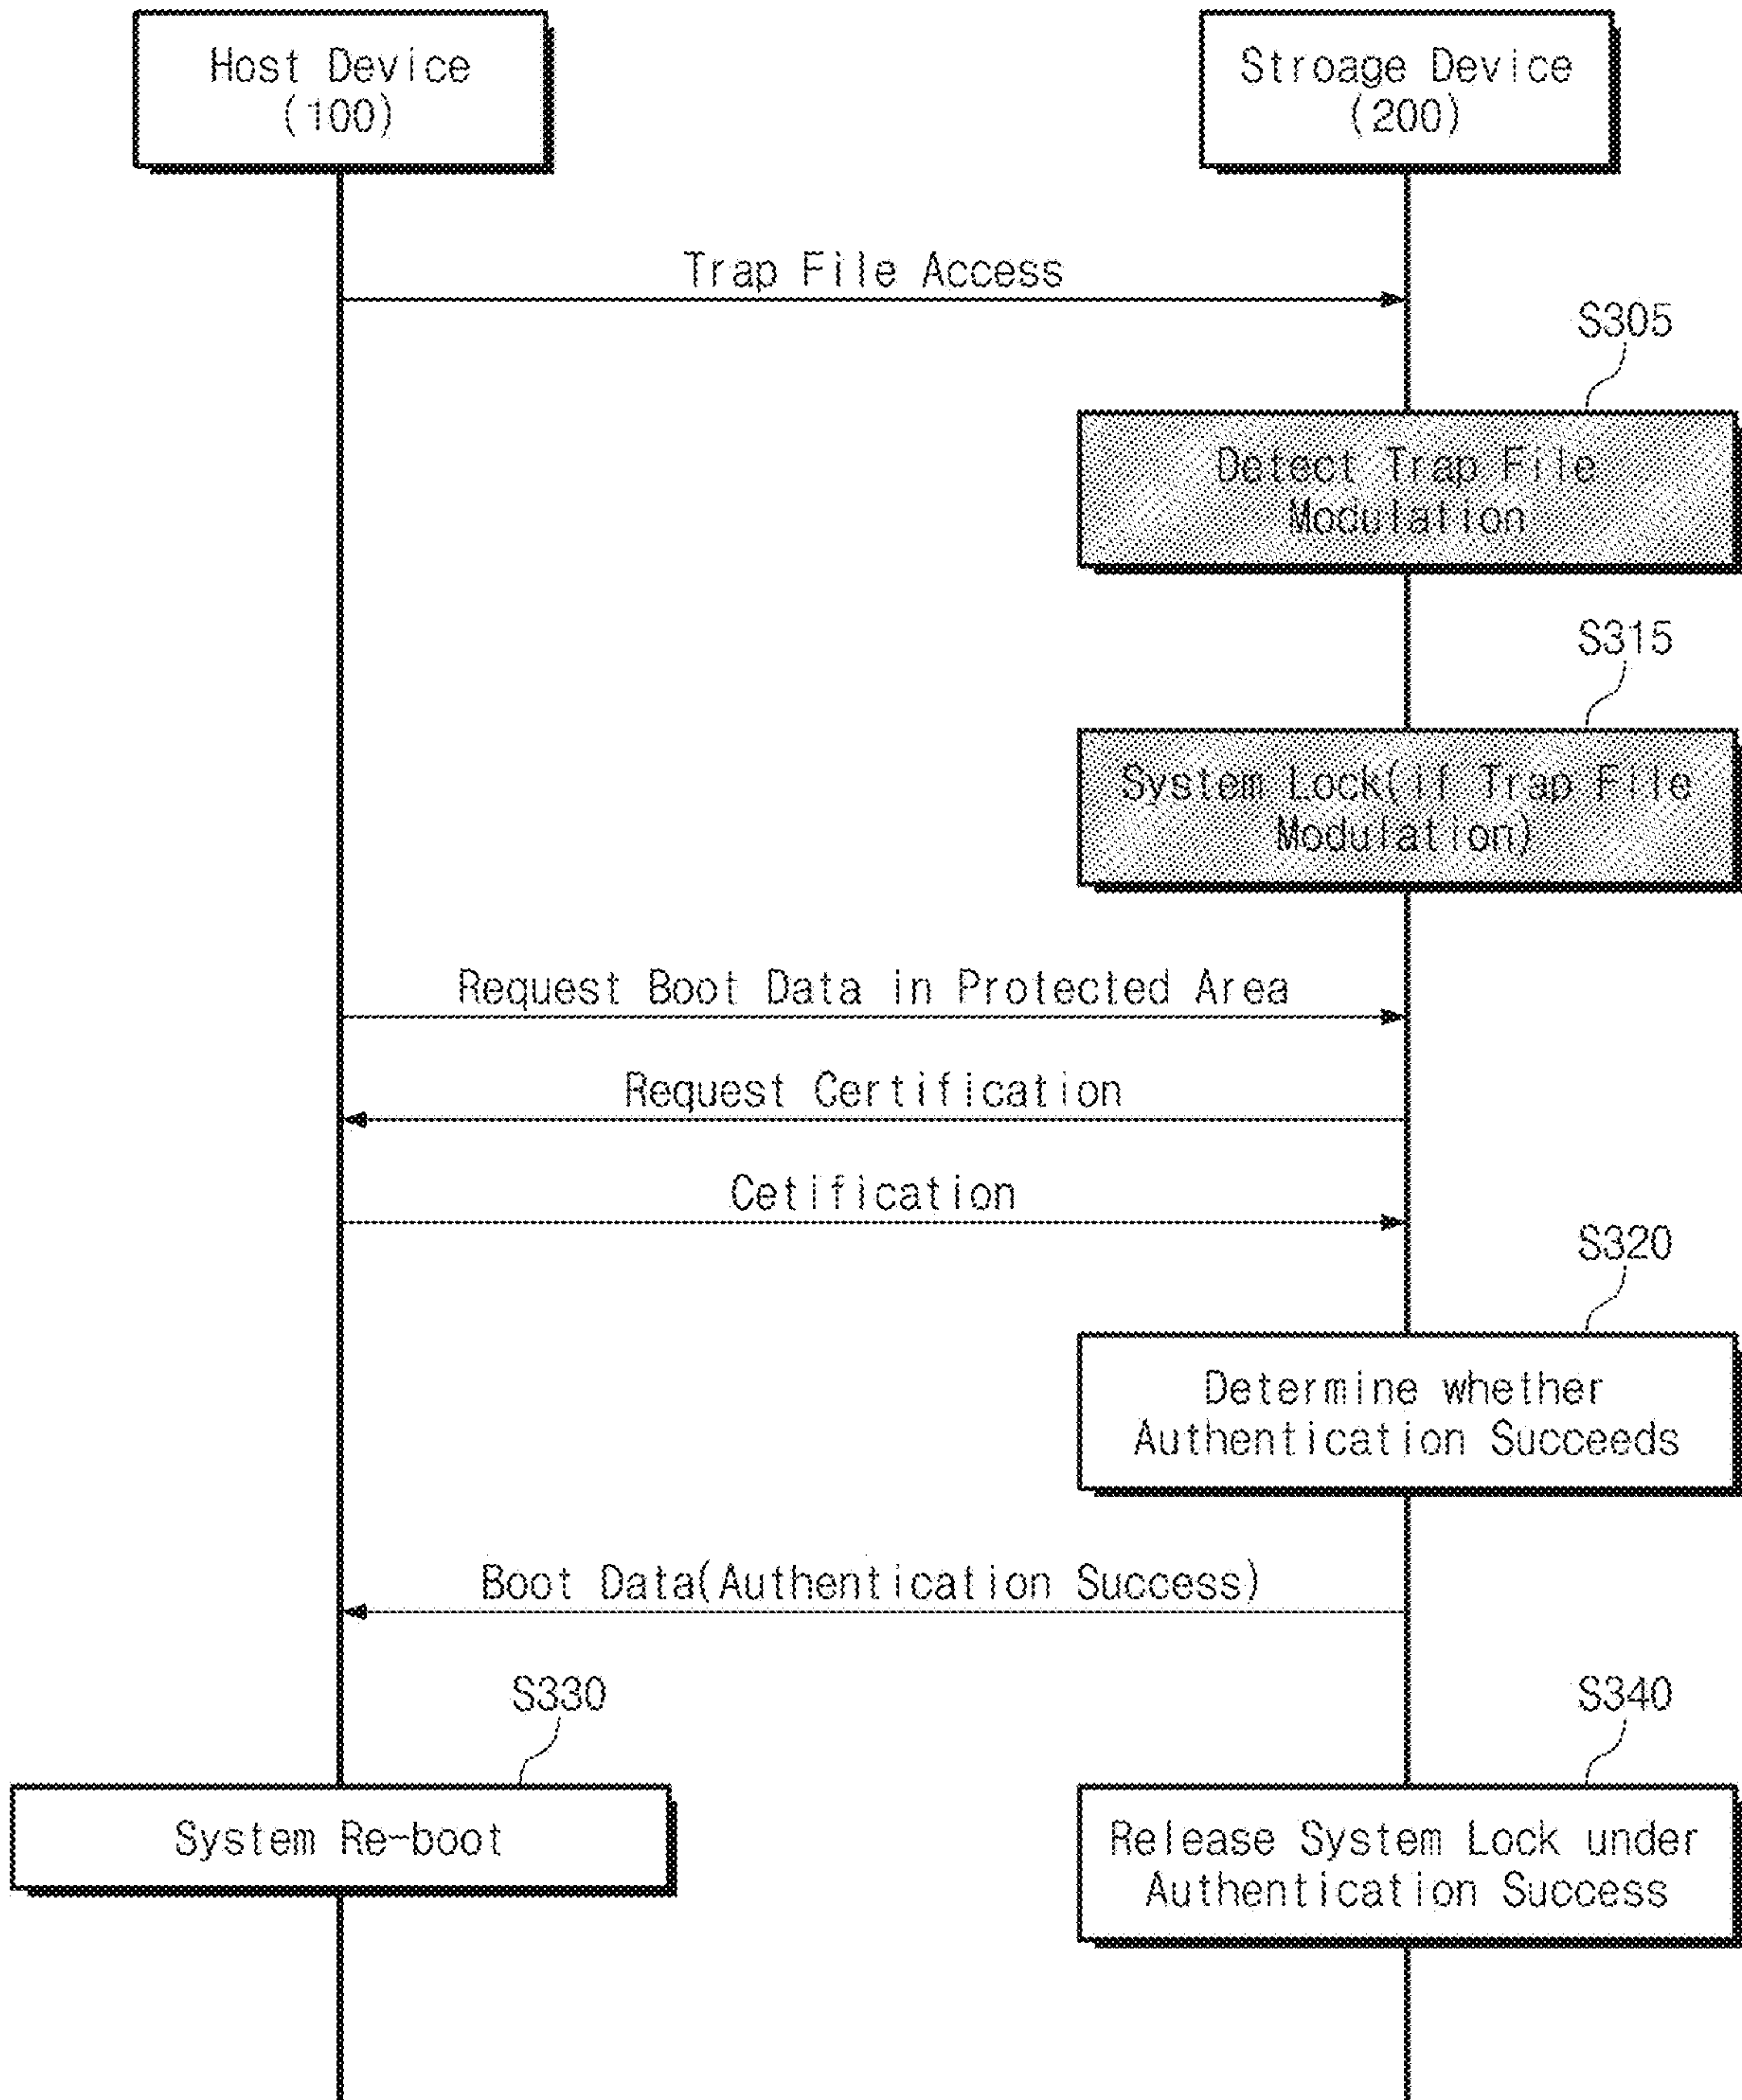 Host Device
(100)
Stroage Device
(200)
Trap File Access
S305
Detect Trap File
Modulation
S315
System Lock(if Trap File
Modulation)
Request Boot Data in Protected Area
Request Certification
Cetification
S320
Determine whether
Authentication Succeeds
Boot Data(Authentication Success)
S330
S340
System Re-boot
Release System Lock under
Authentication Success